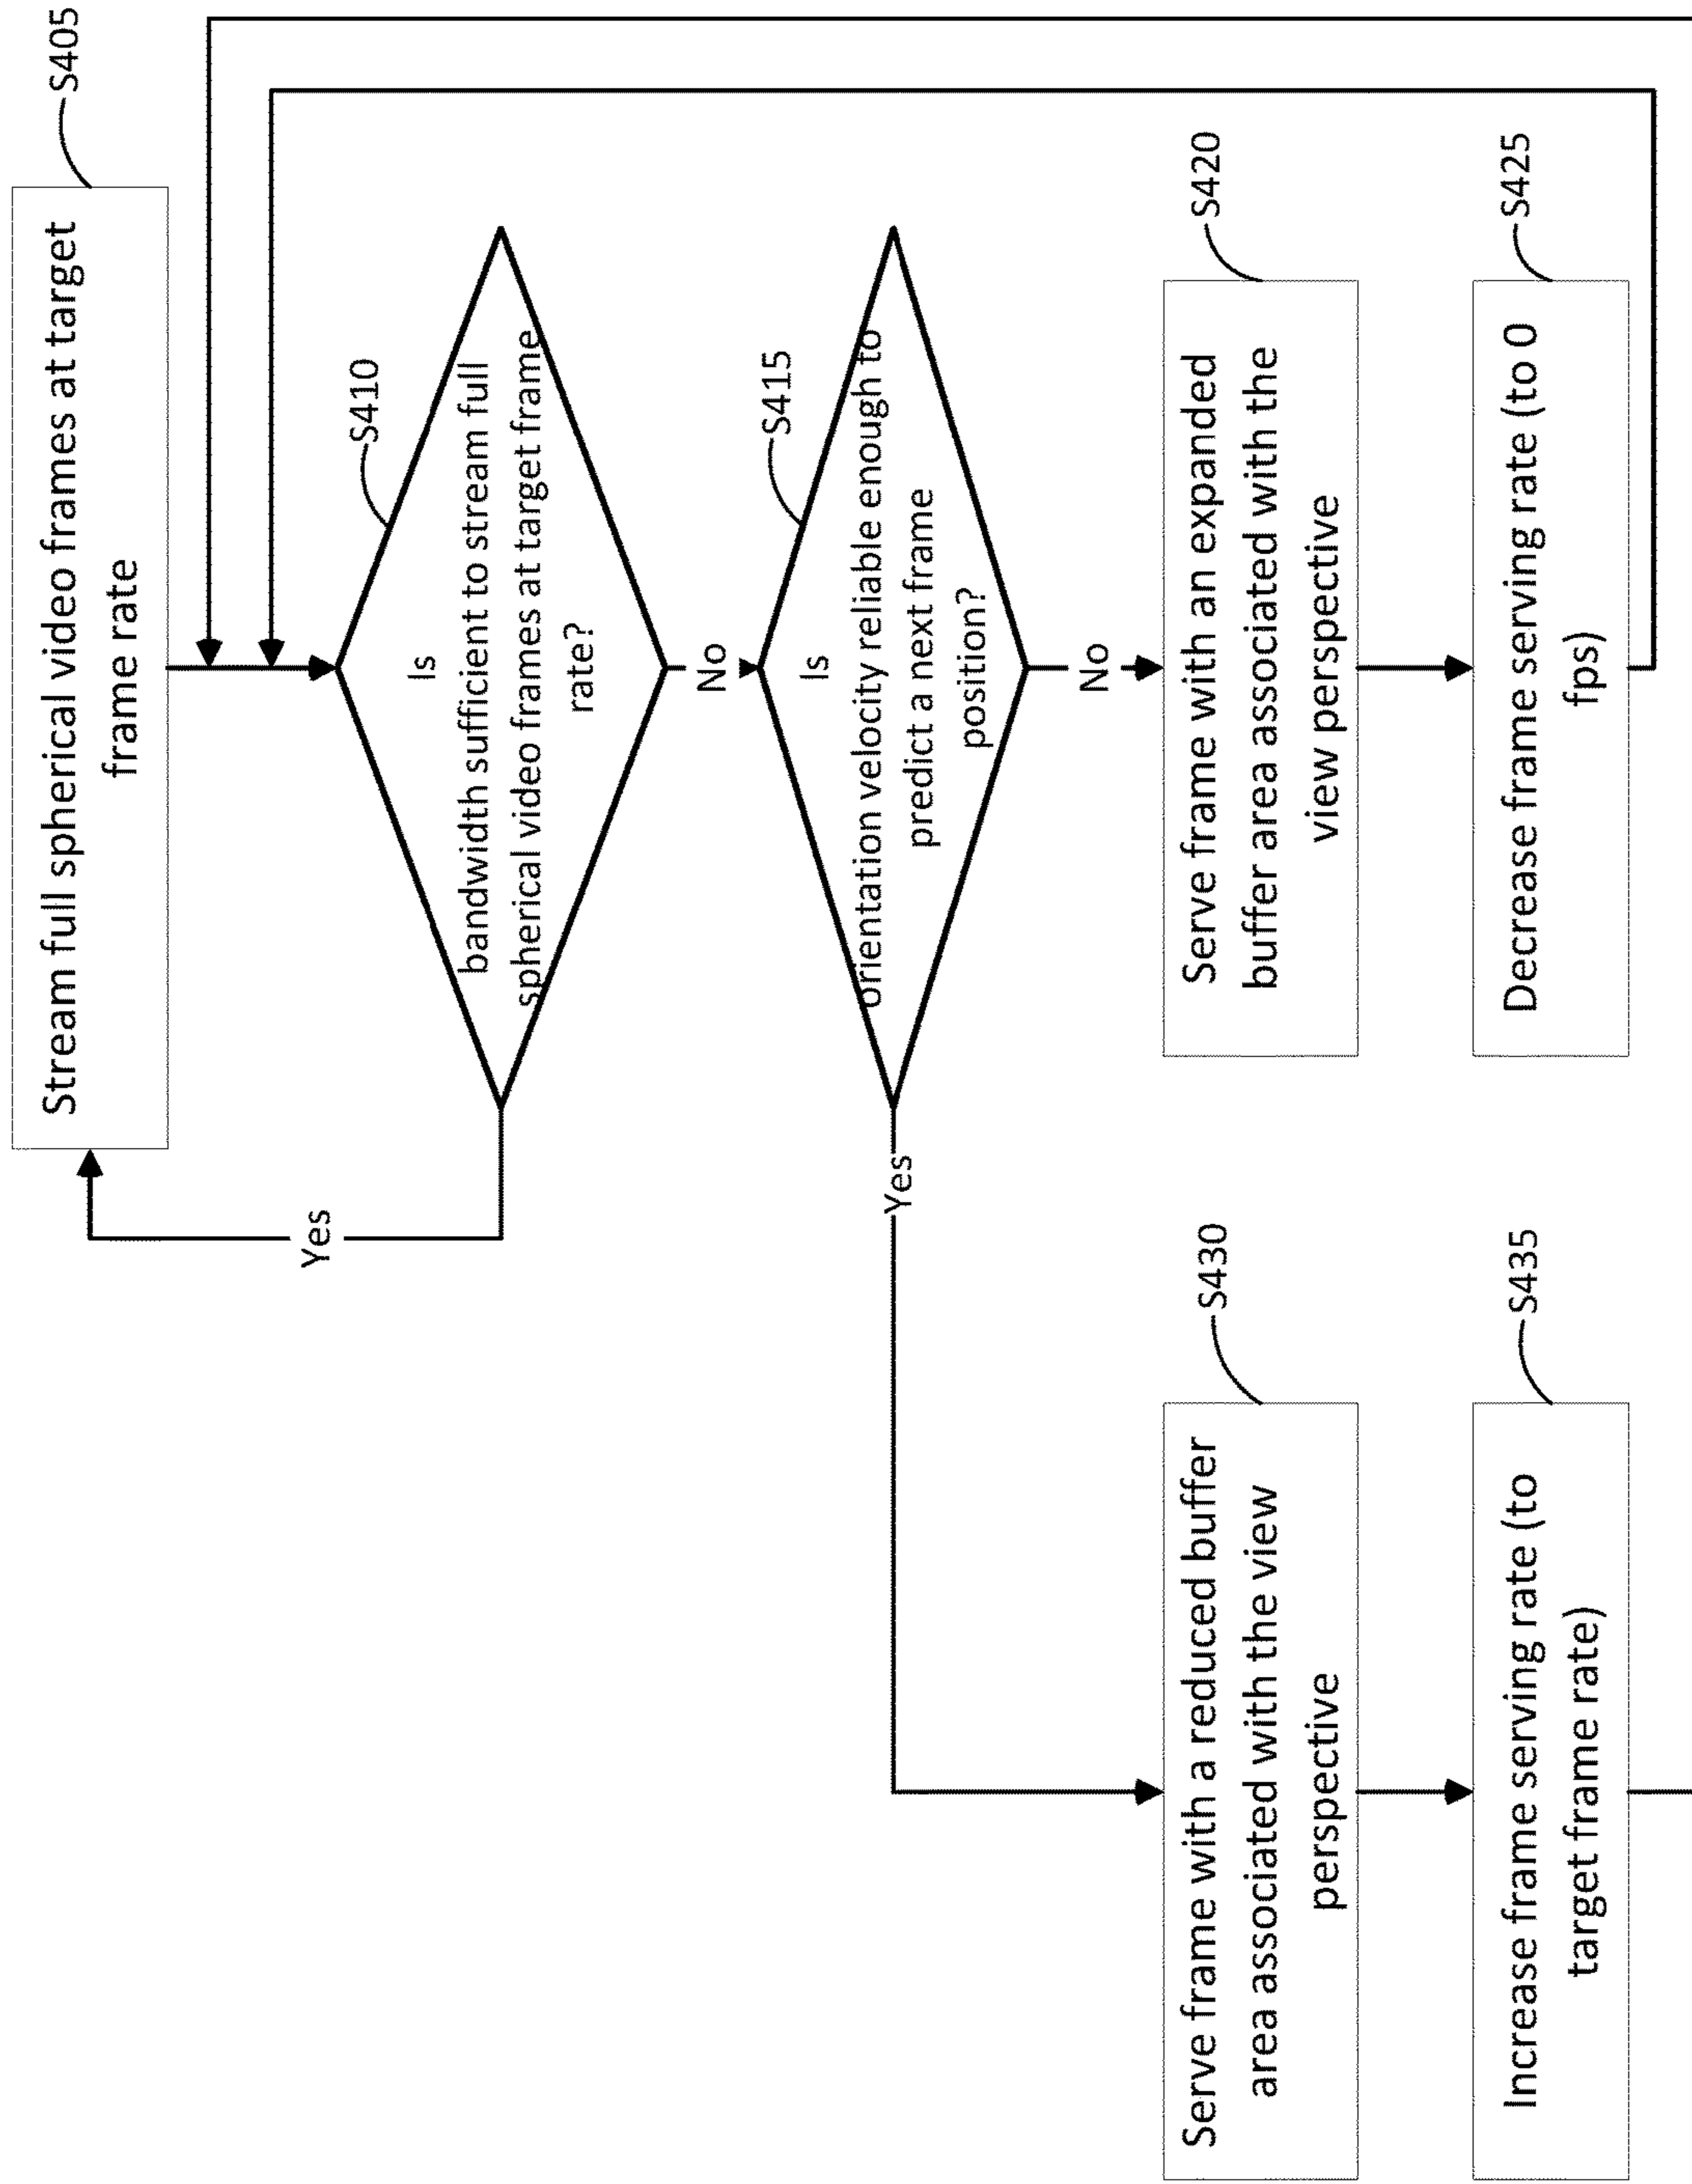 Stream full spherical video frames at target
frame rate
S405
Yes
Is
bandwidth sufficient to stream full
spherical video frames at target frame
rate?
S410
No
Is
orientation velocity reliable enough to
predict a next frame
position?
S415
Yes
No
Serve frame with a reduced buffer
area associated with the view
perspective
S430
Serve frame with an expanded
buffer area associated with the
view perspective
S420
Increase frame serving rate (to
target frame rate)
S435
Decrease frame serving rate (to 0
fps)
S425